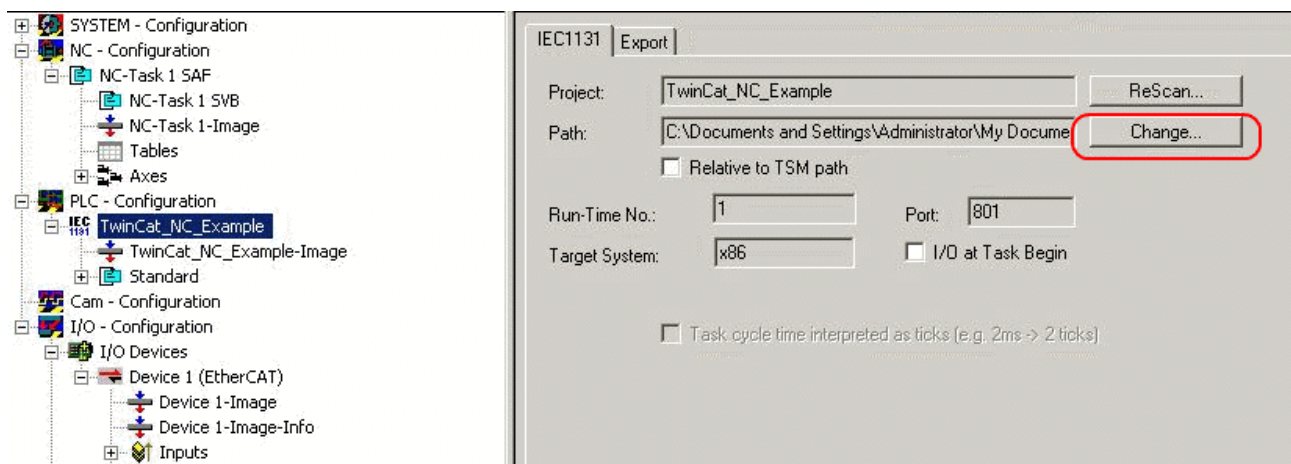 SYSTEM - Configuration
NC - Configuration
NC-Task 1 SAF
NC-Task 1 SVB
NC-Task 1-Image
Tables
Axes
PLC - Configuration
IEC
1131
TwinCat_NC_Example
TwinCat_NC_Example-Image
Standard
Cam - Configuration
I/O - Configuration
I/O Devices
Device 1 (EtherCAT)
Device 1-Image
Device 1-Image-Info
Inputs
IEC1131 Export
Project: TwinCat_NC_Example ReScan...
Path: C:\Documents and Settings\Administrator\My Docume Change...
Relative to TSM path
Run-Time No.: 1 Port: 801
Target System: x86 I/O at Task Begin
Task cycle time interpreted as ticks (e.g. 2ms -> 2 ticks)